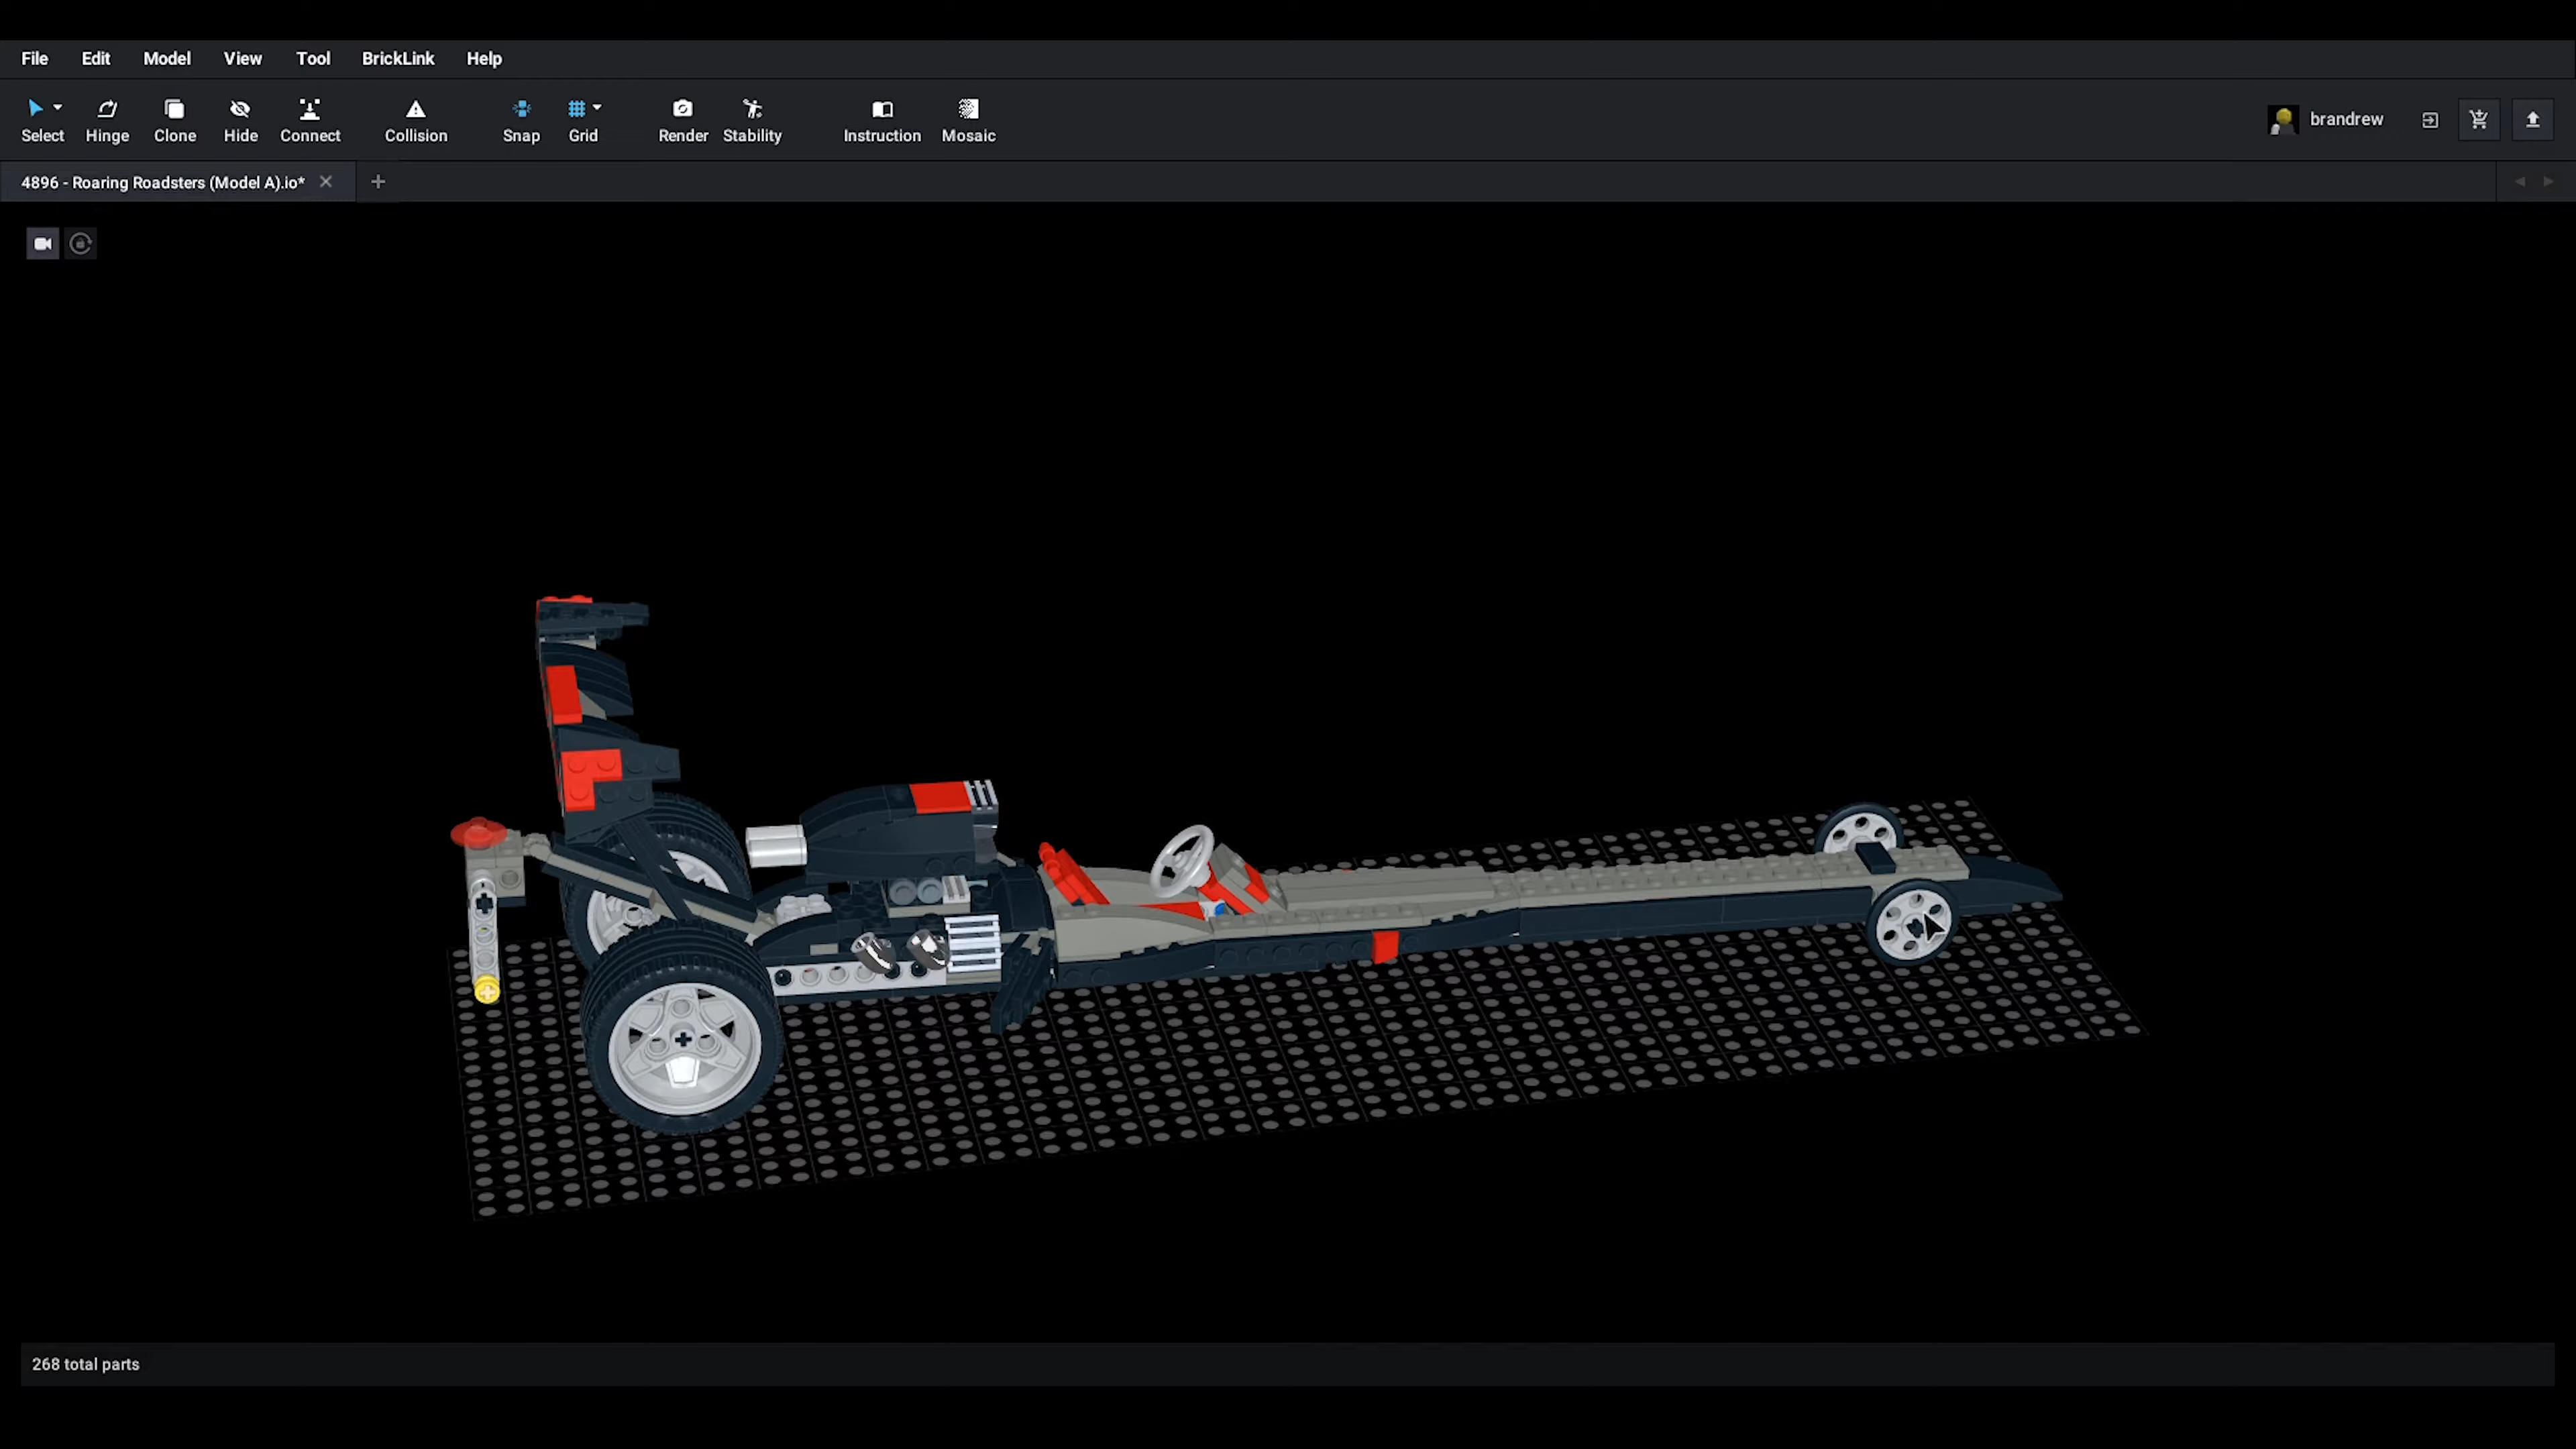 File Edit Model View Tool BrickLink Help
Select Hinge Clone Hide Connect Collision Snap Grid Render Stability Instruction Mosaic brandrew
4896 - Roaring Roadsters (Model A).io*
268 total parts